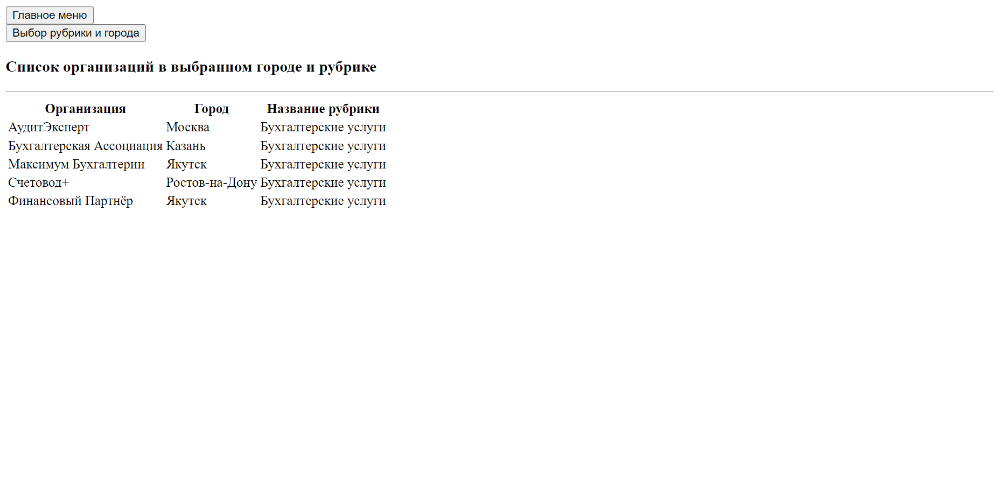 Главное меню
Выбор рубрики и города
Список организаций в выбранном городе и рубрике
Организация Город Название рубрики
АудитЭксперт Москва Бухгалтерские услуги
Бухгалтерская Ассоциация Казань Бухгалтерские услуги
Максимум Бухгалтерии Якутск Бухгалтерские услуги
Счетовод+ Ростов-на-Дону Бухгалтерские услуги
Финансовый Партнёр Якутск Бухгалтерские услуги